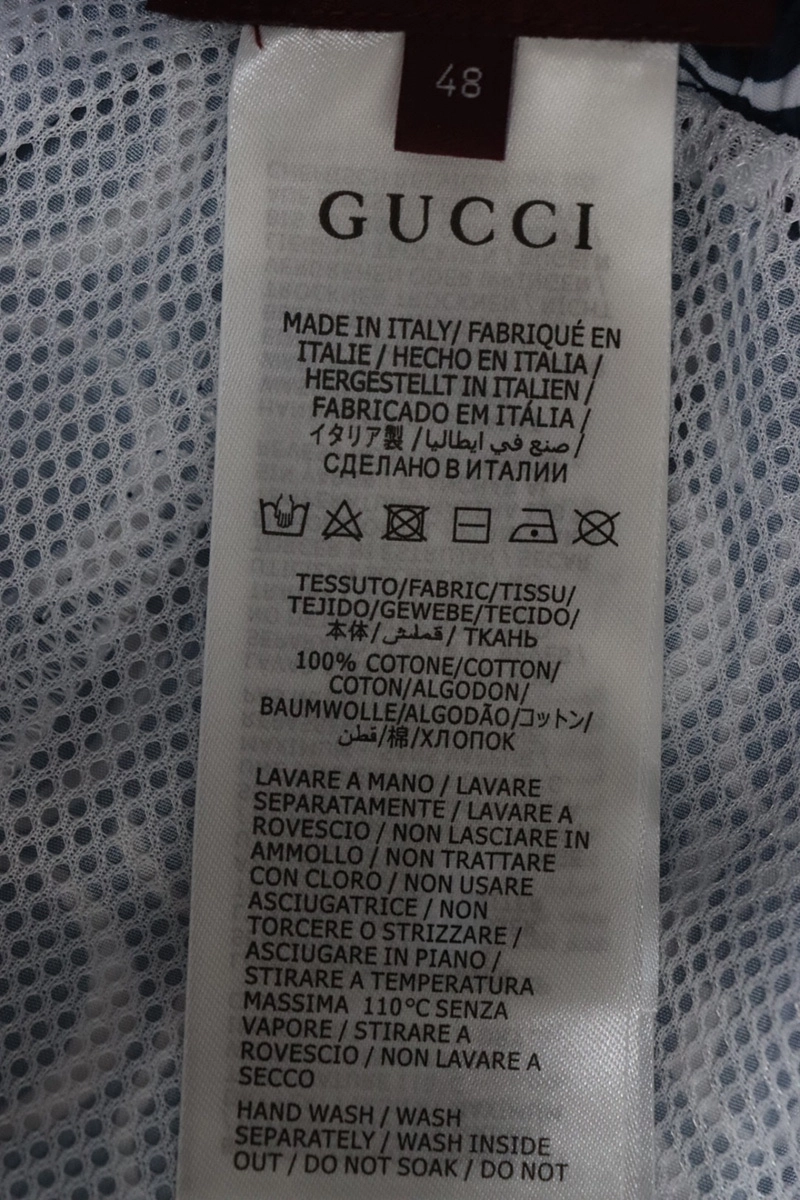 48
GUCCI
MADE IN ITALY/ FABRIQUÉ EN
ITALIE / HECHO EN ITALIA /
HERGESTELLT IN ITALIEN /
FABRICADO EM ITÁLIA /
イタリア製 / صنع في ايطاليا /
СДЕЛАНО В ИТАЛИИ
TESSUTO/FABRIC/TISSU/
TEJIDO/GEWEBE/TECIDO/
本体/قملش/ ТКАНЬ
100% COTONE/COTTON/
COTON/ALGODON/
BAUMWOLLE/ALGODÃO/コットン/
قطن/棉/ХЛОПОК
LAVARE A MANO / LAVARE
SEPARATAMENTE / LAVARE A
ROVESCIO / NON LASCIARE IN
AMMOLLO / NON TRATTARE
CON CLORO / NON USARE
ASCIUGATRICE / NON
TORCERE O STRIZZARE /
ASCIUGARE IN PIANO /
STIRARE A TEMPERATURA
MASSIMA 110°C SENZA
VAPORE / STIRARE A
ROVESCIO / NON LAVARE A
SECCO
HAND WASH / WASH
SEPARATELY / WASH INSIDE
OUT / DO NOT SOAK / DO NOT